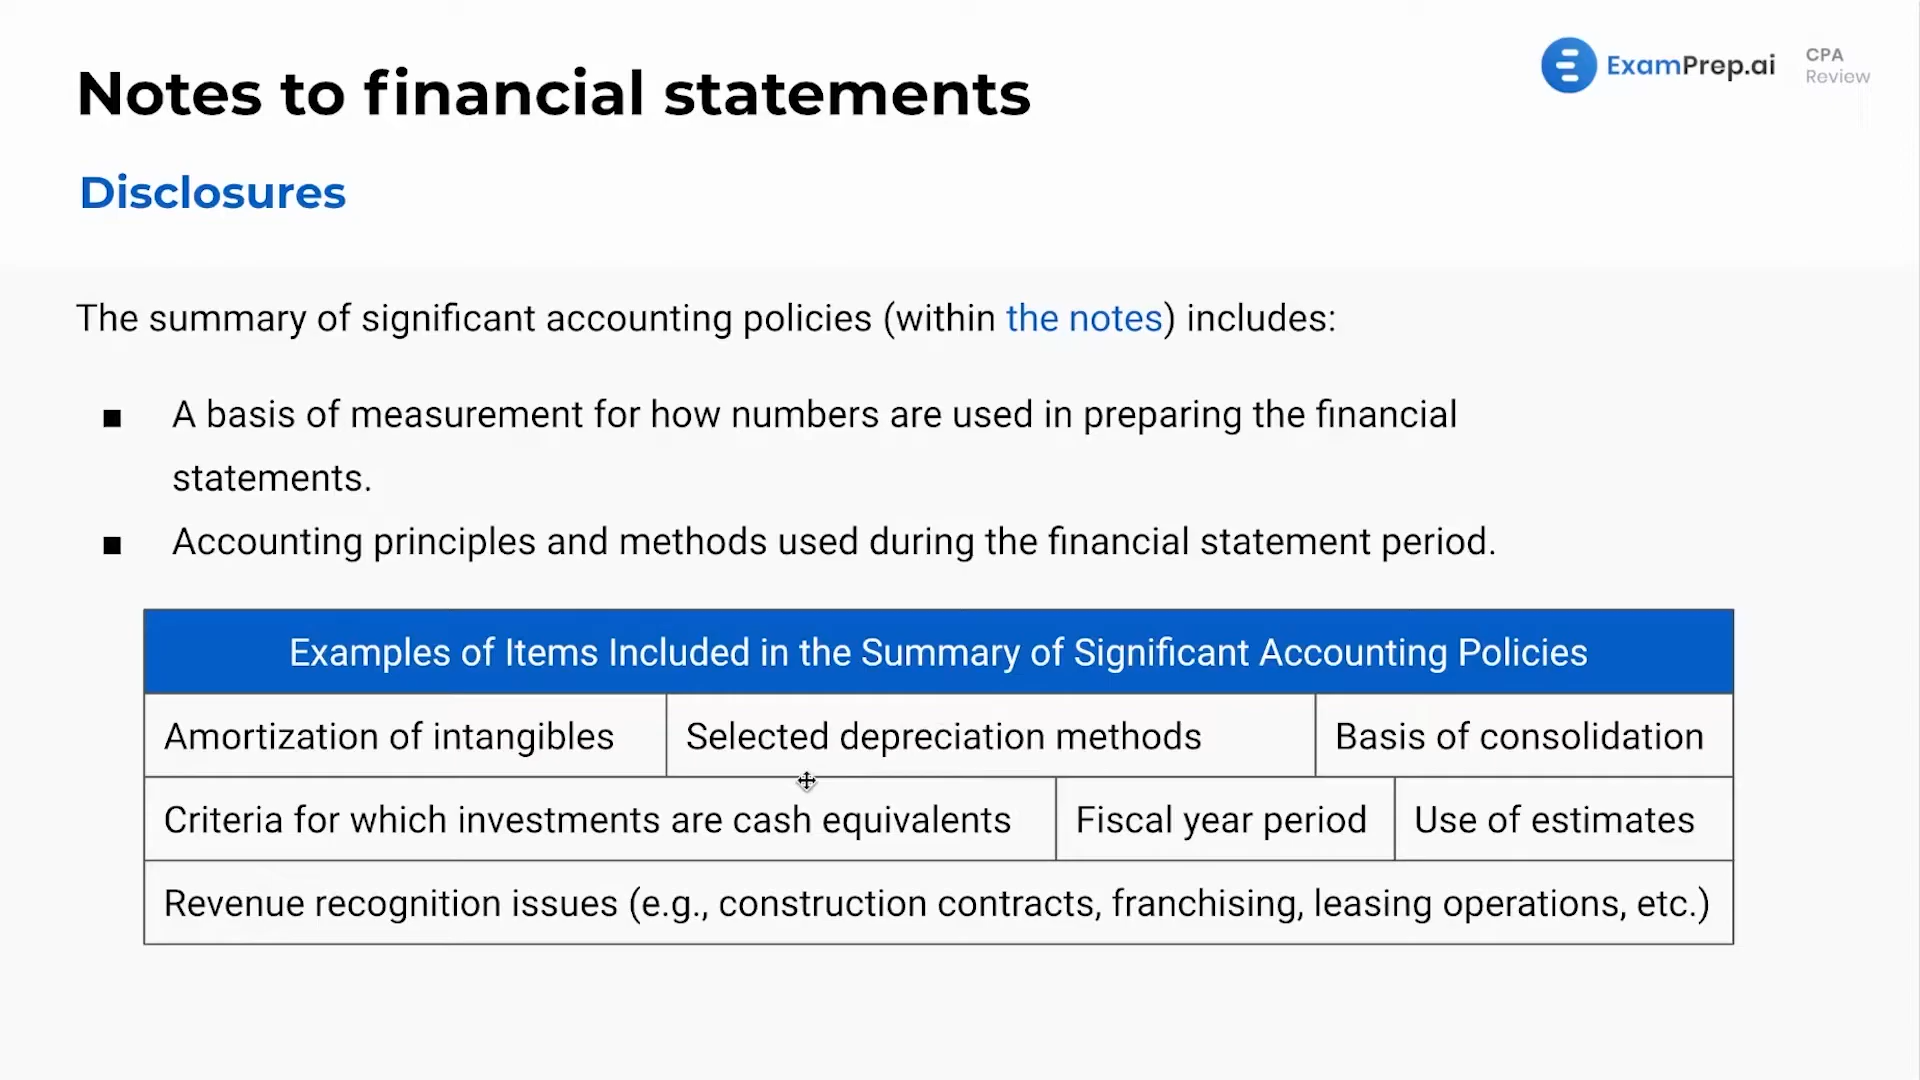 Notes to financial statements
ExamPrep.ai
CPA
Review
Disclosures
The summary of significant accounting policies (within the notes) includes:
■ A basis of measurement for how numbers are used in preparing the financial
statements.
■ Accounting principles and methods used during the financial statement period.
Examples of Items Included in the Summary of Significant Accounting Policies
Amortization of intangibles
Selected depreciation methods
Basis of consolidation
Criteria for which investments are cash equivalents
Fiscal year period
Use of estimates
Revenue recognition issues (e.g., construction contracts, franchising, leasing operations, etc.)